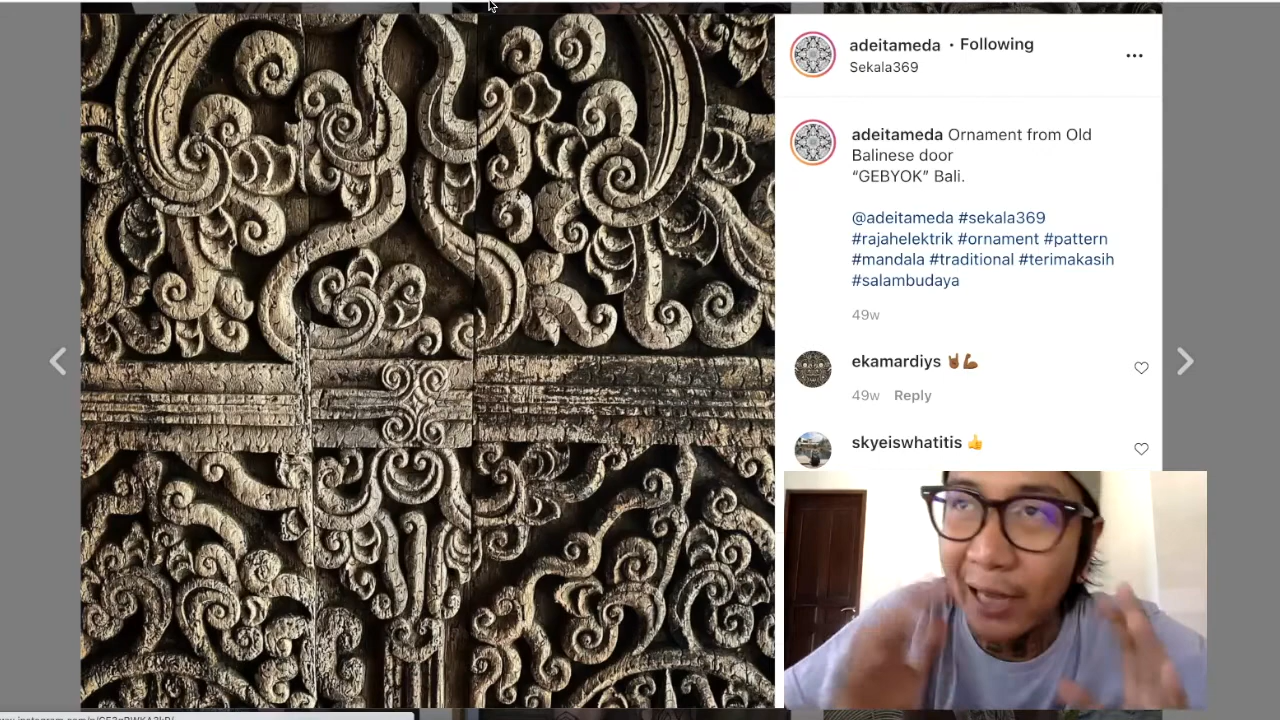 adeitameda • Following
Sekala369
adeitameda Ornament from Old
Balinese door
“GEBYOK” Bali.
@adeitameda #sekala369
#rajahelektrik #ornament #pattern
#mandala #traditional #terimakasih
#salambudaya
49w
ekamardiys 🤘🏾💪🏾
49w Reply
skyeiswhatitis 👍